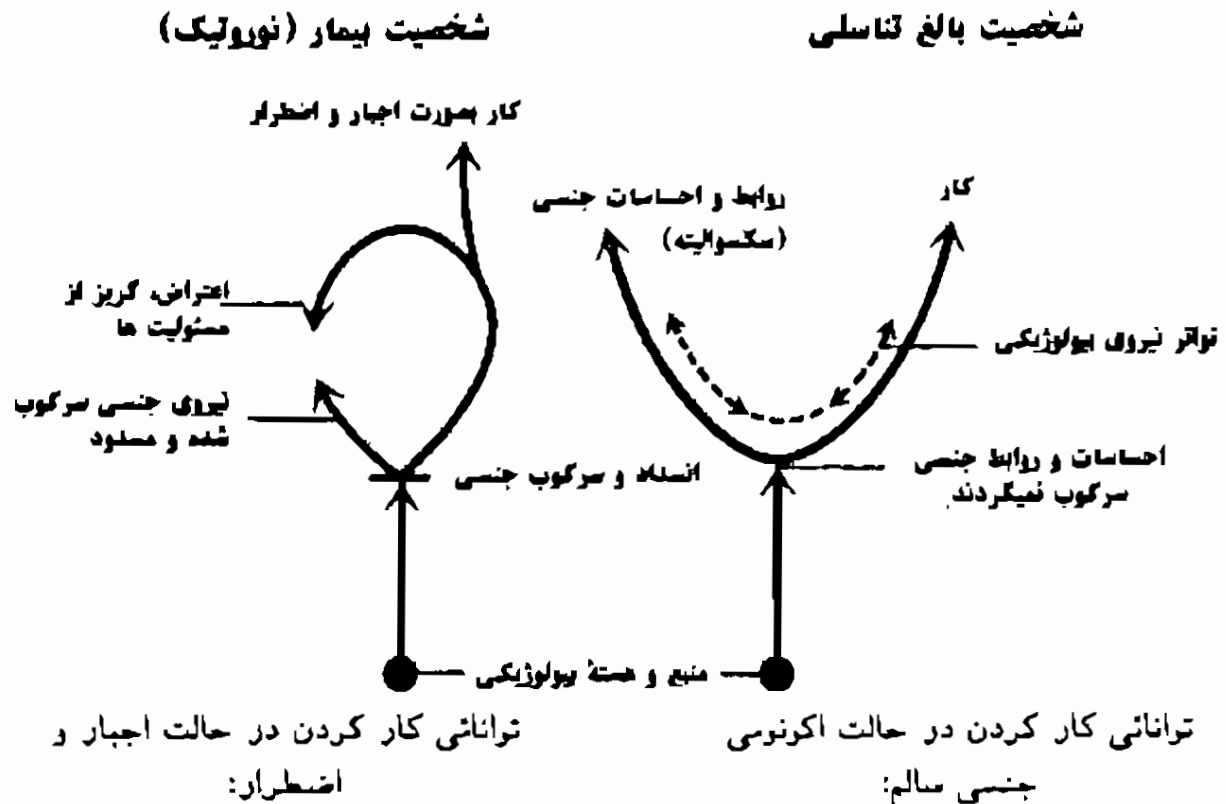 شخصیت بالغ تناسلی
شخصیت بیمار (نوروتیک)
کار
روابط و احساسات جنسی
(سکسوالیته)
تواتر نیروی بیولوژیکی
احساسات و روابط جنسی
سرکوب نمیگردند
کار بصورت اجبار و اضطرار
اعتراض، گریز از
مسئولیت ها
نیروی جنسی سرکوب
شده و مسدود
انسداد و سرکوب جنسی
منبع و هستهٔ بیولوژیکی
توانائی کار کردن در حالت اکونومی
جنسی سالم:
توانائی کار کردن در حالت اجبار و
اضطرار: